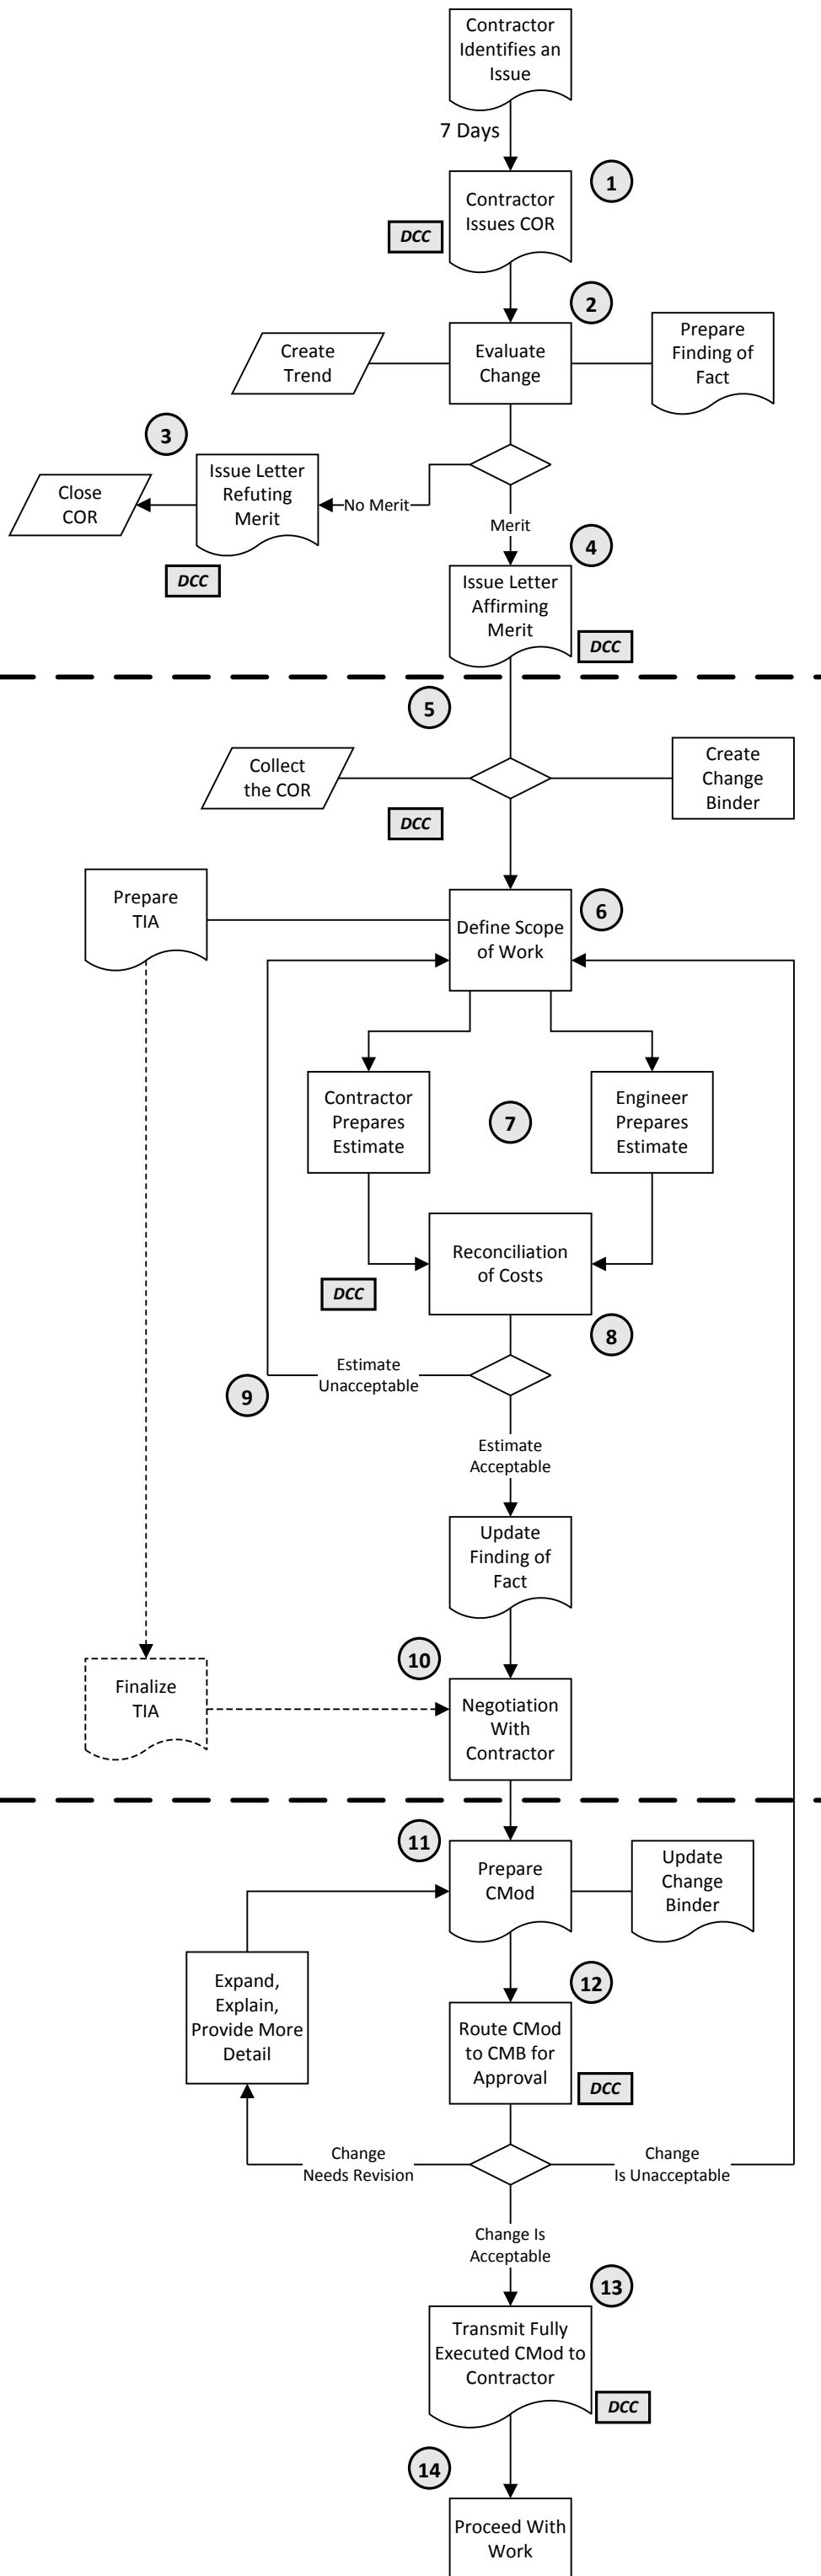 Contractor
Identifies an
Issue
7 Days
1
Contractor
Issues COR
DCC
2
Create
Trend
Evaluate
Change
Prepare
Finding of
Fact
3
Close
COR
Issue Letter
Refuting
Merit
No Merit
DCC
Merit
4
Issue Letter
Affirming
Merit
DCC
5
Collect
the COR
Create
Change
Binder
DCC
Prepare
TIA
Define Scope
of Work
6
Contractor
Prepares
Estimate
7
Engineer
Prepares
Estimate
Reconciliation
of Costs
DCC
8
Estimate
Unacceptable
9
Estimate
Acceptable
Update
Finding of
Fact
10
Finalize
TIA
Negotiation
With
Contractor
11
Prepare
CMod
Update
Change
Binder
Expand,
Explain,
Provide More
Detail
12
Route CMod
to CMB for
Approval
DCC
Change
Needs Revision
Change
Is Unacceptable
Change Is
Acceptable
13
Transmit Fully
Executed CMod to
Contractor
DCC
14
Proceed With
Work